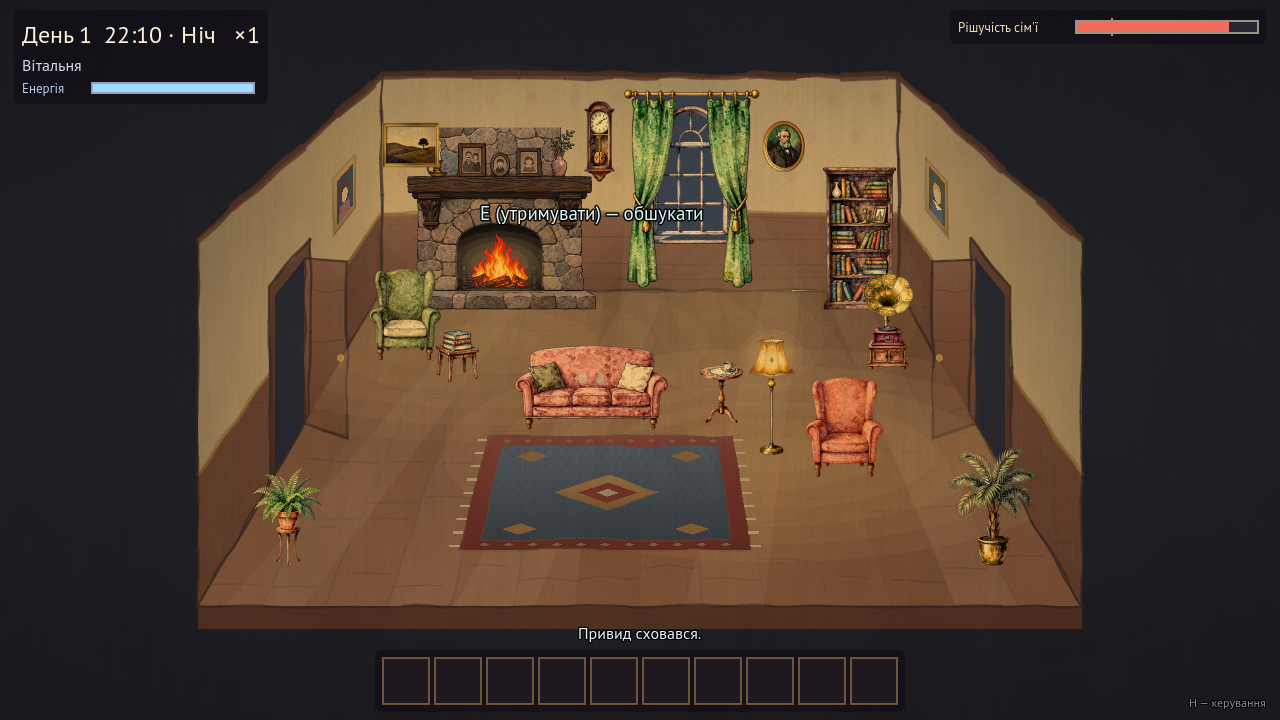 День 1 22:10 · Ніч ×1
Вітальня
Енергія
Рішучість сім'ї
E (утримувати) — обшукати
Привид сховався.
H — керування